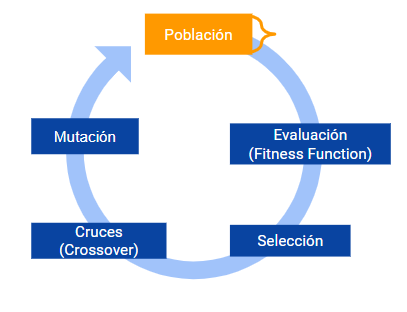 Población
Evaluación
(Fitness Function)
Selección
Cruces
(Crossover)
Mutación